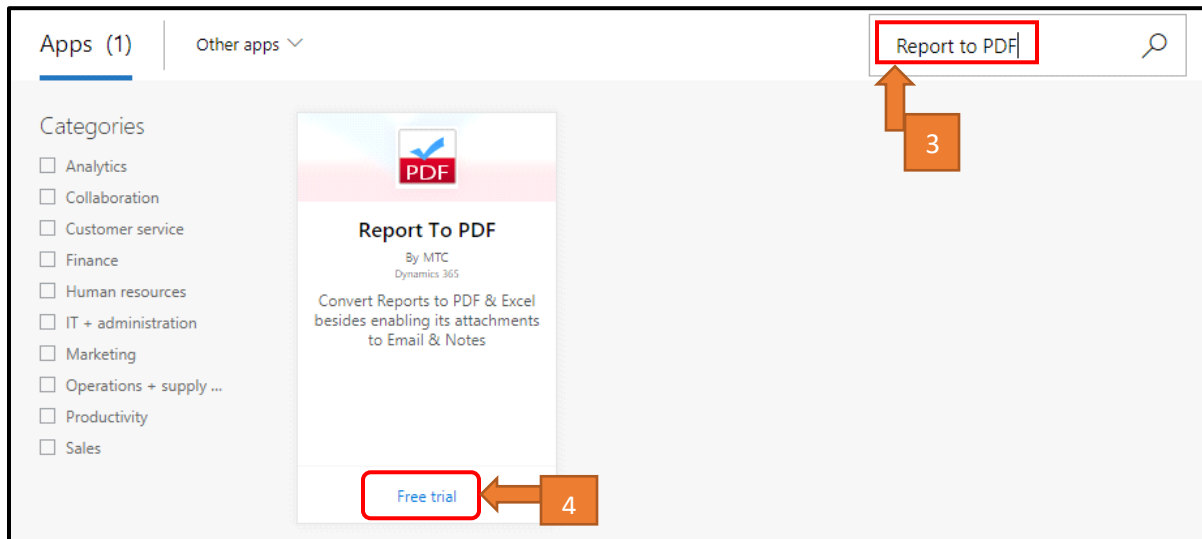 Apps (1)
Other apps
Report to PDF
3
Categories
Analytics
Collaboration
Customer service
Finance
Human resources
IT + administration
Marketing
Operations + supply ...
Productivity
Sales
PDF
Report To PDF
By MTC
Dynamics 365
Convert Reports to PDF & Excel
besides enabling its attachments
to Email & Notes
Free trial
4